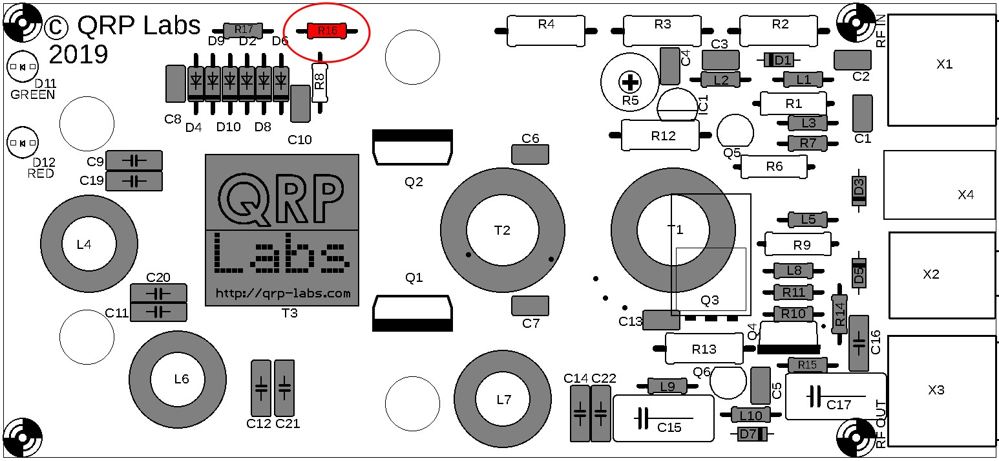 © QRP Labs
2019
R17
R16
R4
R3
R2
RF IN
D9
D2
D6
C4
C3
D1
C2
X1
D11
GREEN
R8
L2
L1
R5
IC1
R1
C8
D4
D10
D8
C10
L3
C1
R12
Q5
R7
C6
D12
RED
C9
C19
Q2
R6
D3
X4
QRP
Labs
http://qrp-labs.com
T3
T2
T1
L5
L4
R9
C20
Q1
L8
D5
X2
R11
Q3
C11
C7
C13
R10
R14
Q4
C16
R13
L6
R15
Q6
C14
C22
L9
C5
X3
L7
C17
C12
C21
C15
L10
D7
RF OUT